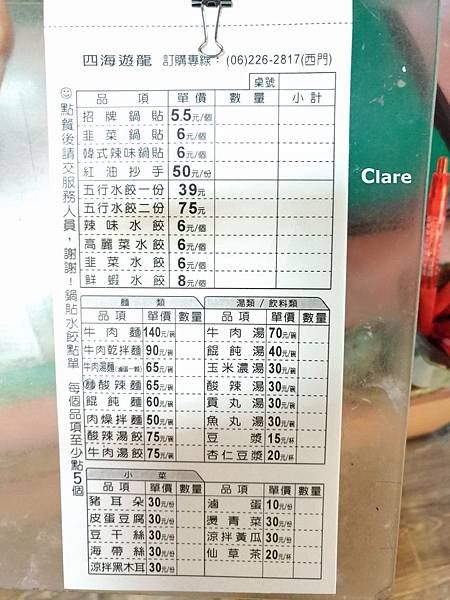 四海遊龍 訂購專線：(06)226-2817(西門)
桌號
品項 單價 數量 小計
招牌鍋貼 5.5元/個
韭菜鍋貼 6元/個
韓式辣味鍋貼 6元/個
紅油抄手 50元/份
五行水餃一份 39元
五行水餃二份 75元
辣味水餃 6元/個
高麗菜水餃 6元/個
韭菜水餃 6元/個
鮮蝦水餃 8元/個
☺點餐後請交服務人員，謝謝！鍋貼水餃點單 每個品項至少點5個
麵類
品項 單價 數量
牛肉麵 140元/碗
牛肉乾拌麵 90元/碗
牛肉湯麵(滷蛋一顆) 65元/碗
酸辣麵 65元/碗
餛飩麵 60元/碗
肉燥拌麵 50元/碗
酸辣湯餃 75元/碗
牛肉湯餃 75元/碗
湯類/飲料類
品項 單價 數量
牛肉湯 70元/碗
餛飩湯 40元/碗
玉米濃湯 30元/碗
酸辣湯 30元/碗
貢丸湯 30元/碗
魚丸湯 30元/碗
豆漿 15元/杯
杏仁豆漿 20元/杯
小菜
品項 單價 數量
豬耳朵 30元/份
皮蛋豆腐 30元/份
豆干絲 30元/份
海帶絲 30元/份
涼拌黑木耳 30元/份
品項 單價 數量
滷蛋 10元/份
燙青菜 30元/份
涼拌黃瓜 30元/份
仙草茶 20元/杯
Clare